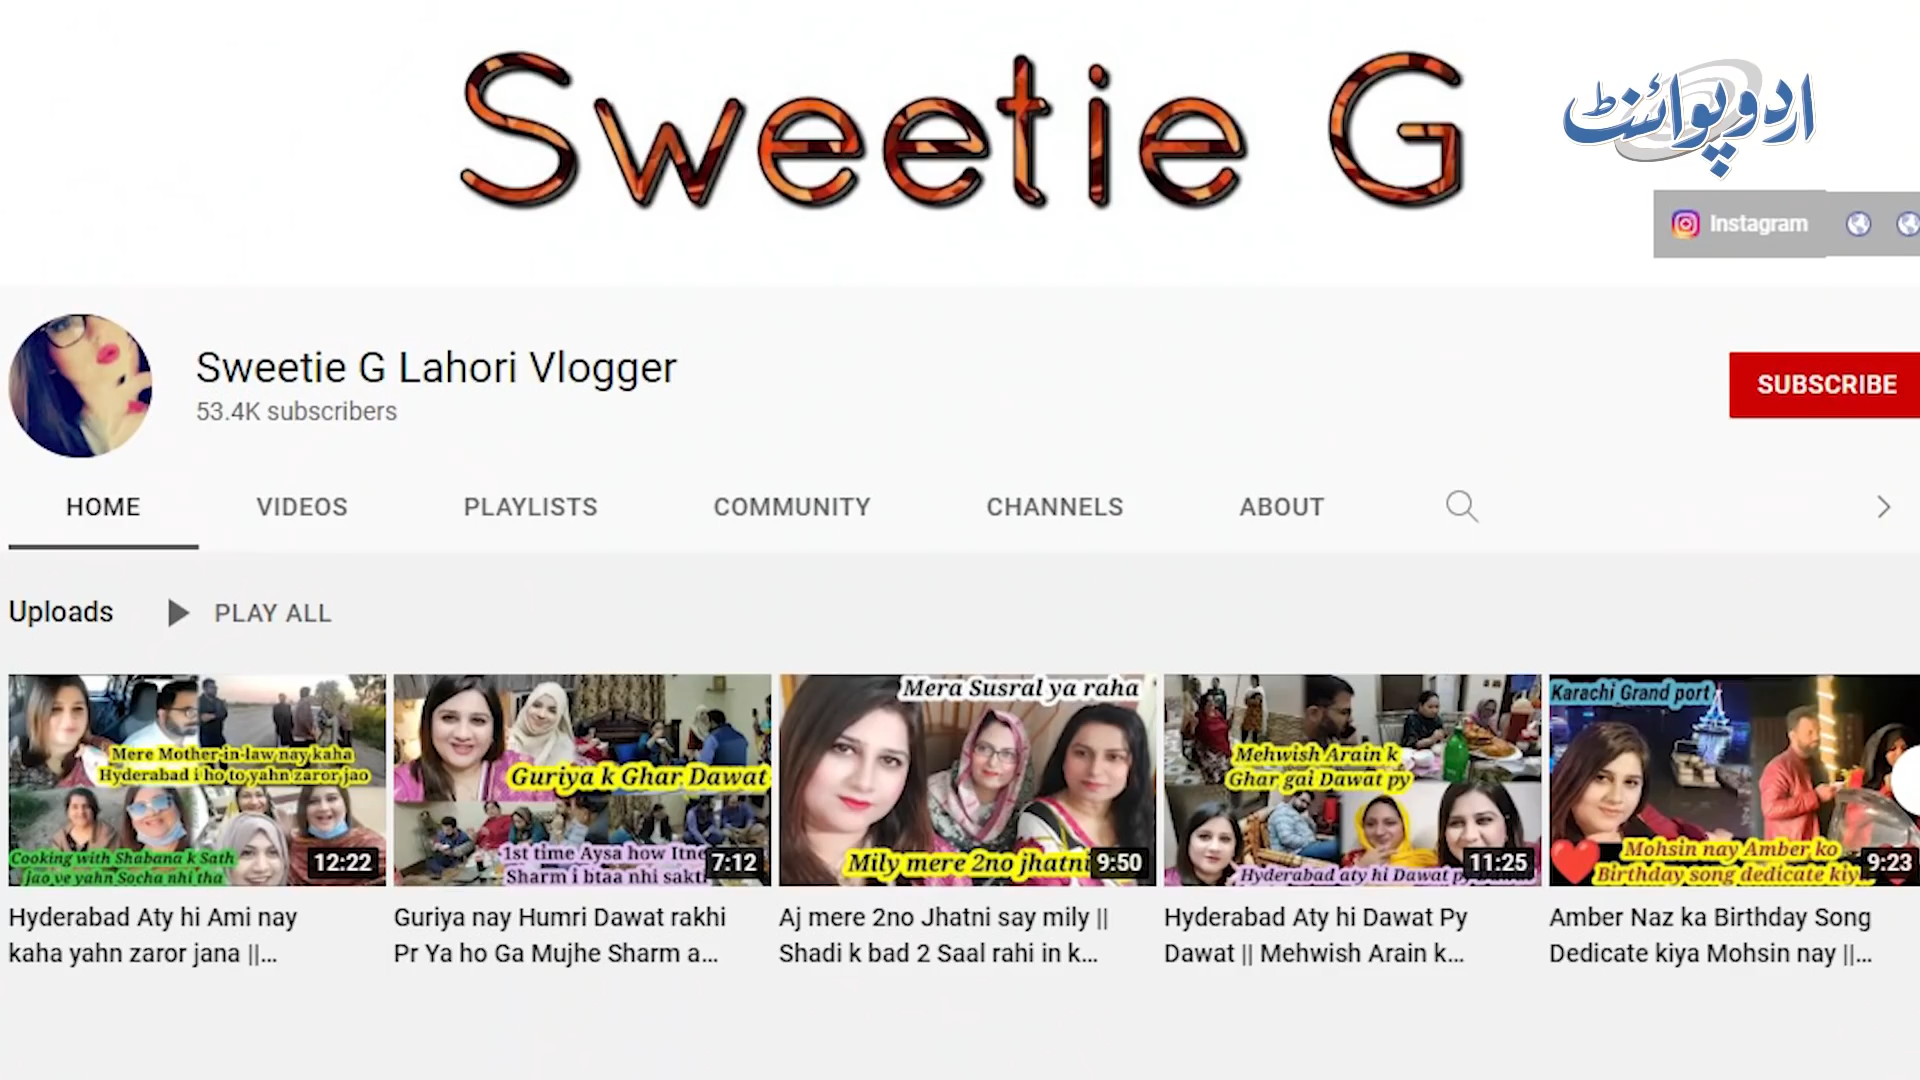 Sweetie G
اردو پوائنٹ
Instagram
Sweetie G Lahori Vlogger
53.4K subscribers
SUBSCRIBE
HOME
VIDEOS
PLAYLISTS
COMMUNITY
CHANNELS
ABOUT
Uploads
PLAY ALL
Mere Mother-in-law nay kaha
Hyderabad i ho to yahn zaror jao
Cooking with Shabana k Sath
jao ye yahn Socha nhi tha
12:22
Hyderabad Aty hi Ami nay
kaha yahn zaror jana ||...
Guriya k Ghar Dawat
1st time Aysa how Itne
Sharm i btaa nhi sakti
7:12
Guriya nay Humri Dawat rakhi
Pr Ya ho Ga Mujhe Sharm a...
Mera Susral ya raha
Mily mere 2no jhatni
9:50
Aj mere 2no Jhatni say mily ||
Shadi k bad 2 Saal rahi in k...
Mehwish Arain k
Ghar gai Dawat py
Hyderabad aty hi Dawat py
11:25
Hyderabad Aty hi Dawat Py
Dawat || Mehwish Arain k...
Karachi Grand port
Mohsin nay Amber ko
Birthday song dedicate kiy
9:23
Amber Naz ka Birthday Song
Dedicate kiya Mohsin nay ||...